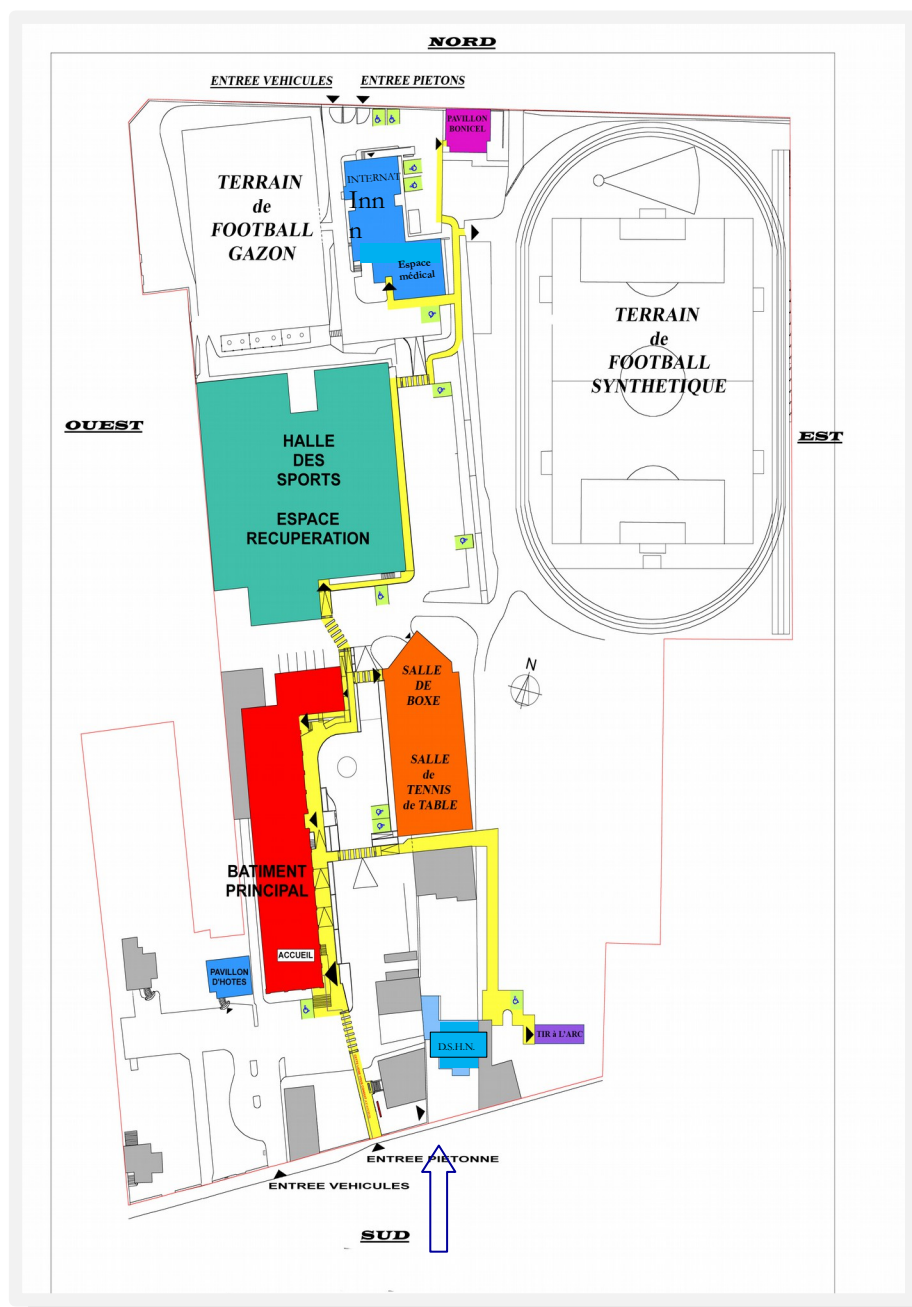 NORD
ENTREE VEHICULES
ENTREE PIETONS
PAVILLON
BONICEL
TERRAIN
de
FOOTBALL
GAZON
INTERNAT
Inn
n
Espace
médical
TERRAIN
de
FOOTBALL
SYNTHETIQUE
OUEST
EST
HALLE
DES
SPORTS
ESPACE
RECUPERATION
N
SALLE
DE
BOXE
SALLE
de
TENNIS
de TABLE
BATIMENT
PRINCIPAL
ACCUEIL
PAVILLON
D'HOTES
D.S.H.N.
TIR à L'ARC
ENTREE PIETONNE
ENTREE VEHICULES
SUD